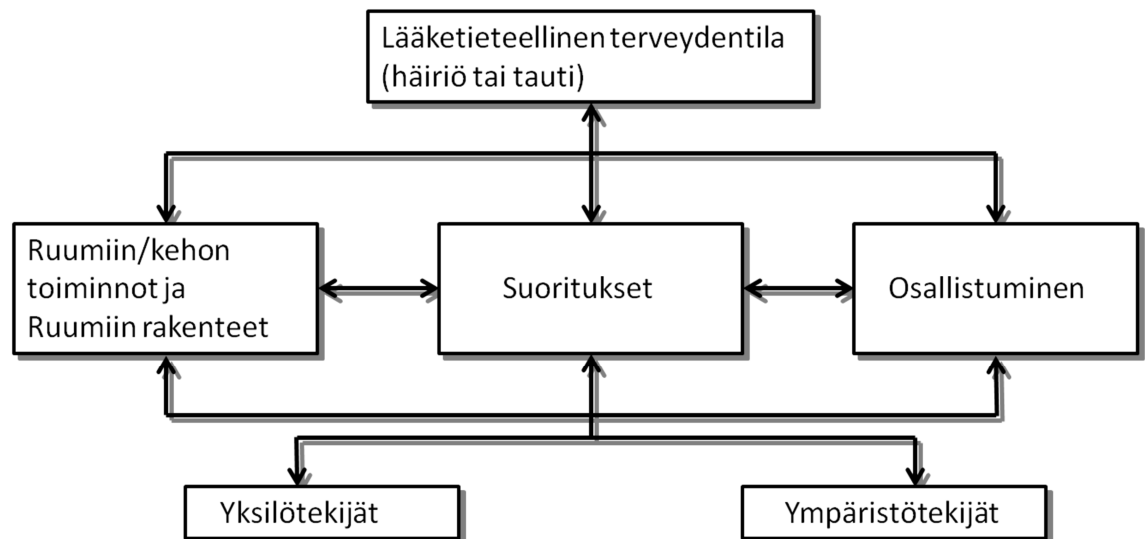 Lääketieteellinen terveydentila
(häiriö tai tauti)
Ruumiin/kehon
toiminnot ja
Ruumiin rakenteet
Suoritukset
Osallistuminen
Yksilötekijät
Ympäristötekijät